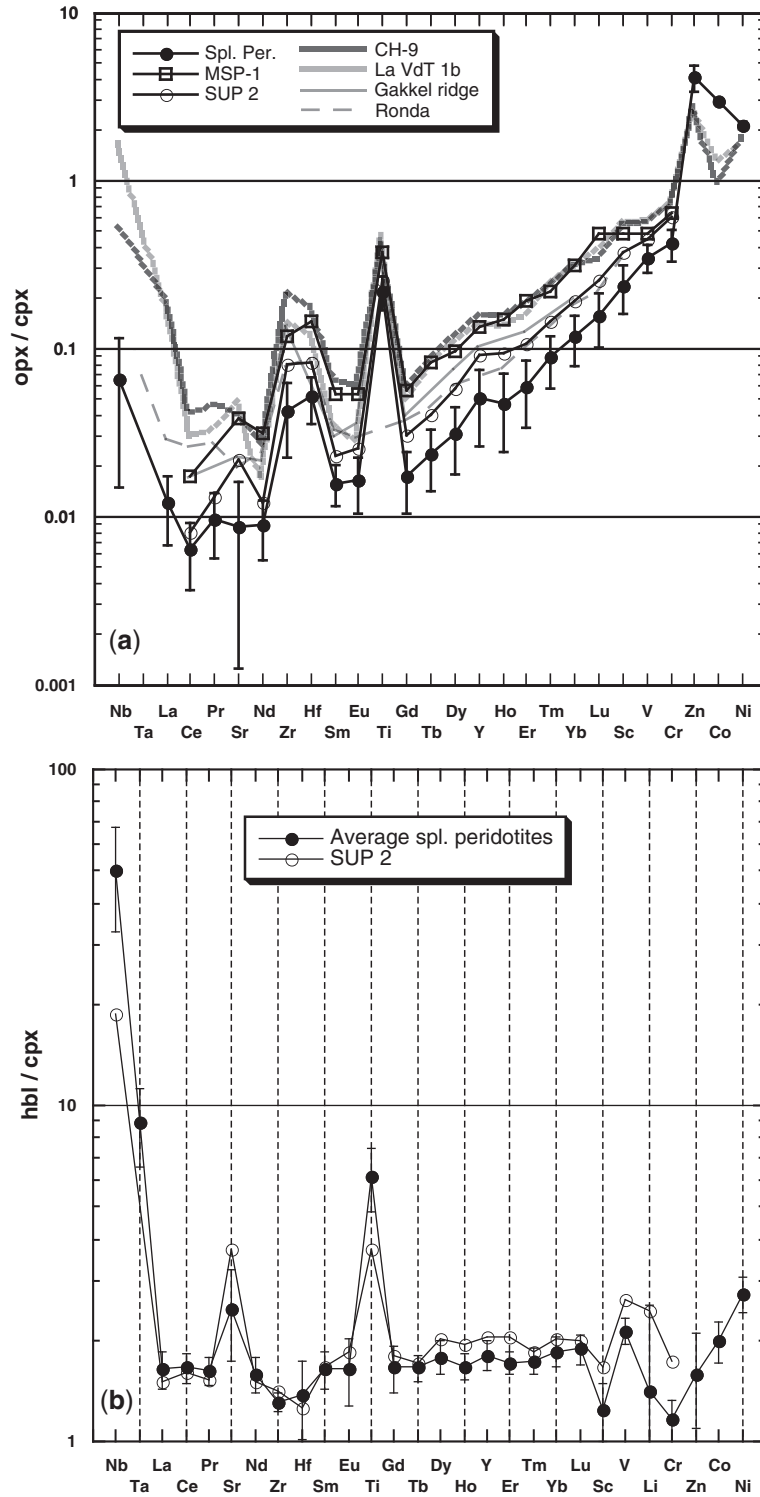 10
Spl. Per.
MSP-1
SUP 2
CH-9
La VdT 1b
Gakkel ridge
Ronda
1
opx / cpx
0.1
0.01
(a)
0.001
Nb La Pr Nd Hf Eu Gd Dy Ho Tm Lu V Zn Ni
Ta Ce Sr Zr Sm Ti Tb Y Er Yb Sc Cr Co
100
Average spl. peridotites
SUP 2
hbl / cpx
10
(b)
1
Nb La Pr Nd Hf Eu Gd Dy Y Tm Lu V Cr Co
Ta Ce Sr Zr Sm Ti Tb Ho Er Yb Sc Li Zn Ni